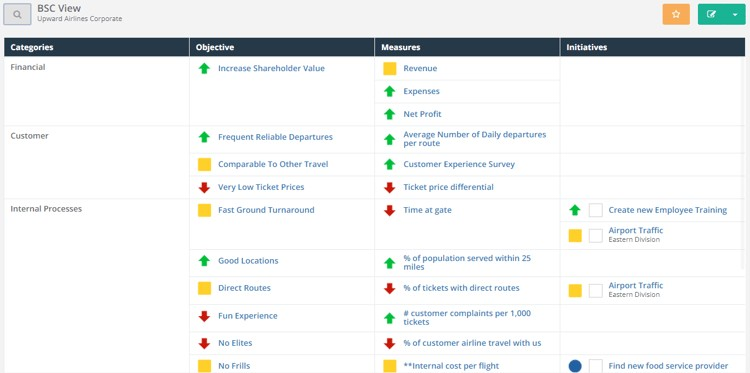 BSC View
Upward Airlines Corporate
Categories Objective Measures Initiatives
Financial Increase Shareholder Value Revenue
Expenses
Net Profit
Customer Frequent Reliable Departures Average Number of Daily departures
per route
Comparable To Other Travel Customer Experience Survey
Very Low Ticket Prices Ticket price differential
Internal Processes Fast Ground Turnaround Time at gate Create new Employee Training
Airport Traffic
Eastern Division
Good Locations % of population served within 25
miles
Direct Routes % of tickets with direct routes Airport Traffic
Eastern Division
Fun Experience # customer complaints per 1,000
tickets
No Elites % of customer airline travel with us
No Frills **Internal cost per flight Find new food service provider